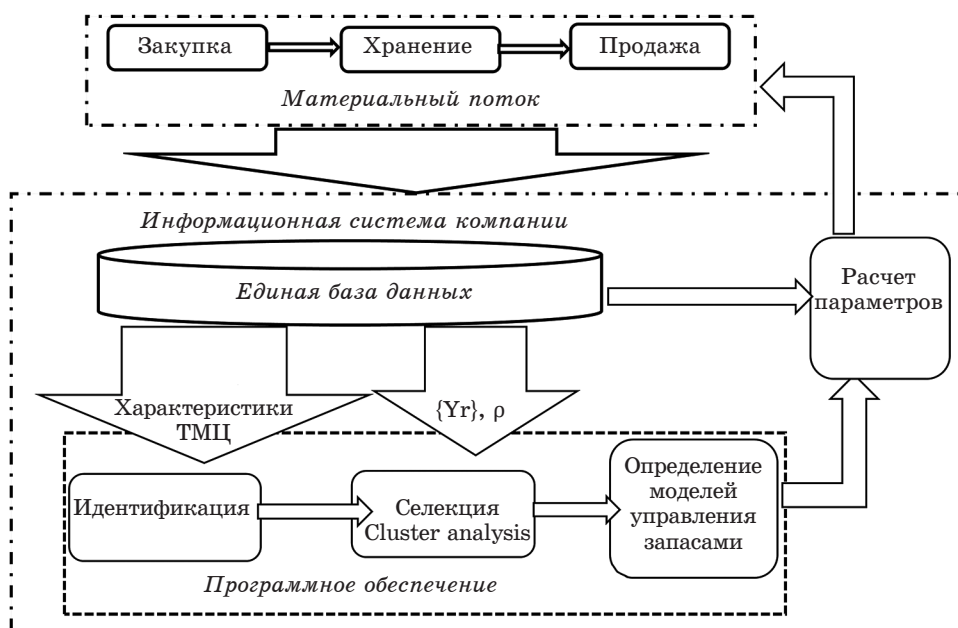 Закупка
Хранение
Продажа
Материальный поток
Информационная система компании
Единая база данных
Расчет
параметров
Характеристики
ТМЦ
{Yr}, ρ
Идентификация
Селекция
Cluster analysis
Определение
моделей
управления
запасами
Программное обеспечение